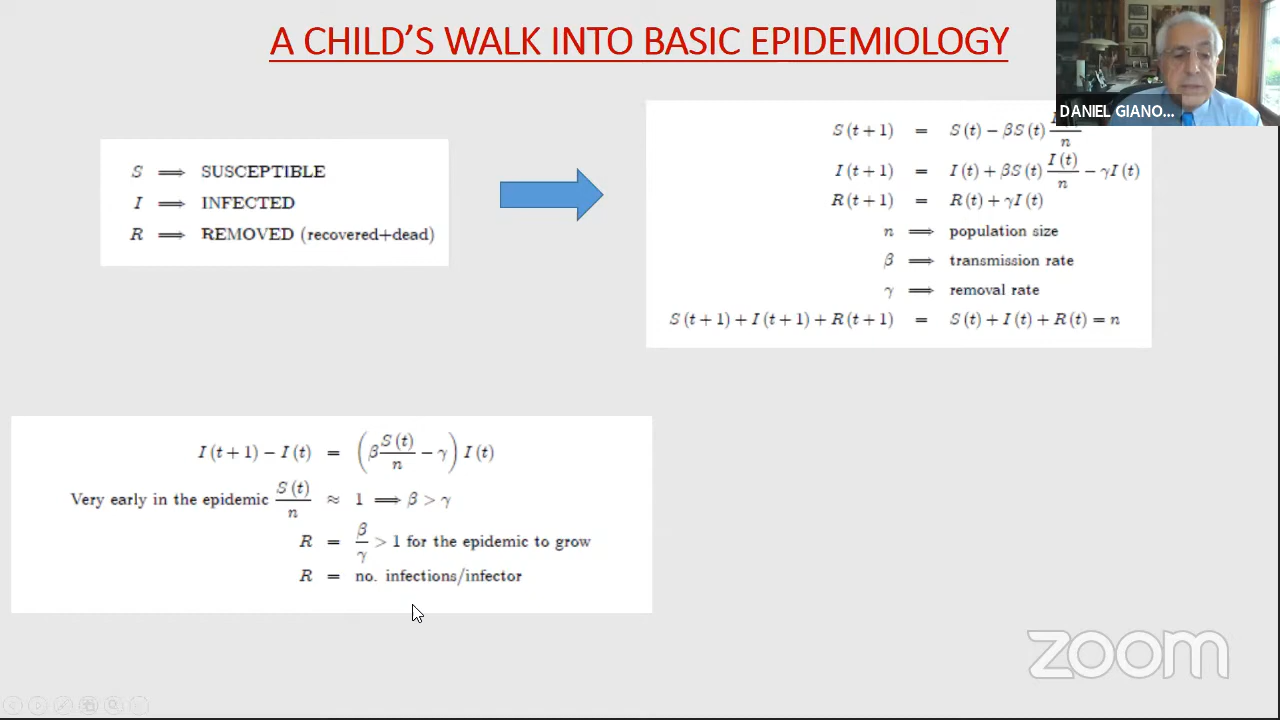 A CHILD'S WALK INTO BASIC EPIDEMIOLOGY
DANIEL GIANO...
S ⟹ SUSCEPTIBLE
I ⟹ INFECTED
R ⟹ REMOVED (recovered+dead)
S(t+1) = S(t) − βS(t) /n
I(t+1) = I(t) + βS(t) I(t)/n − γI(t)
R(t+1) = R(t) + γI(t)
n ⟹ population size
β ⟹ transmission rate
γ ⟹ removal rate
S(t+1) + I(t+1) + R(t+1) = S(t) + I(t) + R(t) = n
I(t+1) − I(t) = (β S(t)/n − γ) I(t)
Very early in the epidemic S(t)/n ≈ 1 ⟹ β > γ
R = β/γ > 1 for the epidemic to grow
R = no. infections/infector
zoom